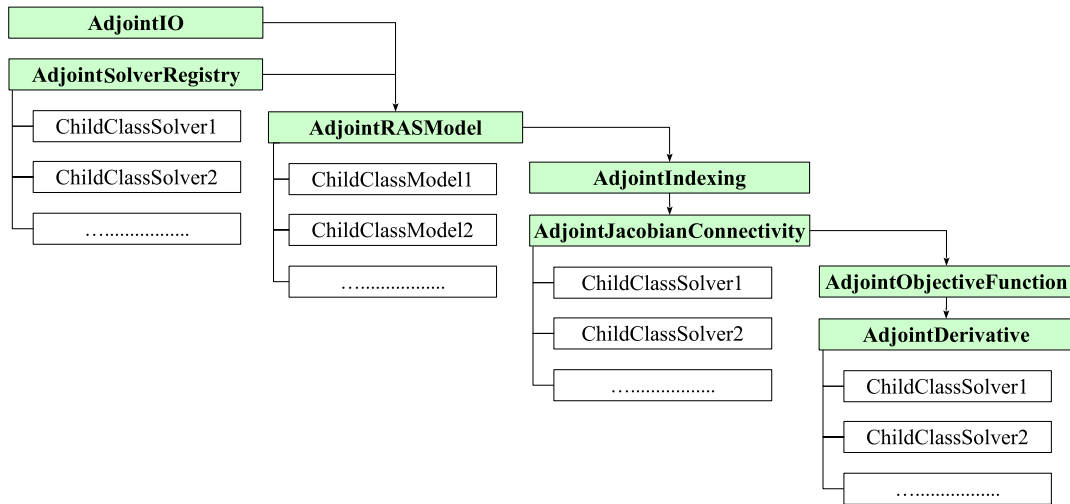 AdjointIO
AdjointSolverRegistry
ChildClassSolver1
ChildClassSolver2
…..................
AdjointRASModel
ChildClassModel1
ChildClassModel2
…..................
AdjointIndexing
AdjointJacobianConnectivity
ChildClassSolver1
ChildClassSolver2
…..................
AdjointObjectiveFunction
AdjointDerivative
ChildClassSolver1
ChildClassSolver2
…..................